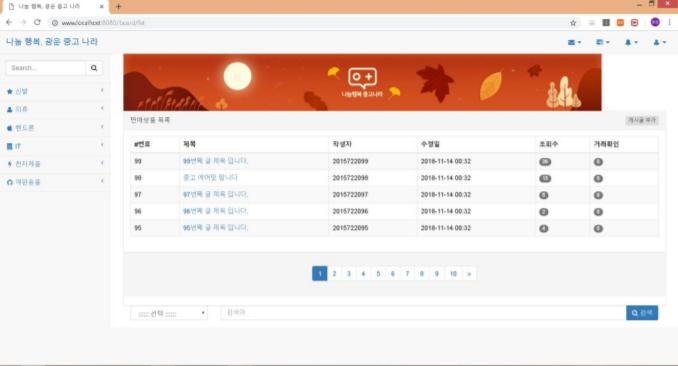 나눔 행복, 광운 중고 나라
www.localhost:8080/board/list
나눔 행복, 광운 중고 나라
Search...
신발
의류
핸드폰
IT
전자제품
애완용품
나눔행복 중고나라
판매상품 목록
게시글 추가
#번호 제목 작성자 수정일 조회수 거래확인
99 99번째 글 제목 입니다. 2015722099 2018-11-14 00:32 0
98 중고 에어팟 팝니다 2015722098 2018-11-14 00:32 13 0
97 97번째 글 제목 입니다. 2015722097 2018-11-14 00:32 0
96 96번째 글 제목 입니다. 2015722096 2018-11-14 00:32 2 0
95 95번째 글 제목 입니다. 2015722095 2018-11-14 00:32 4 0
1 2 3 4 5 6 7 8 9 10 »
:::::: 선택 ::::::
검색어
검색